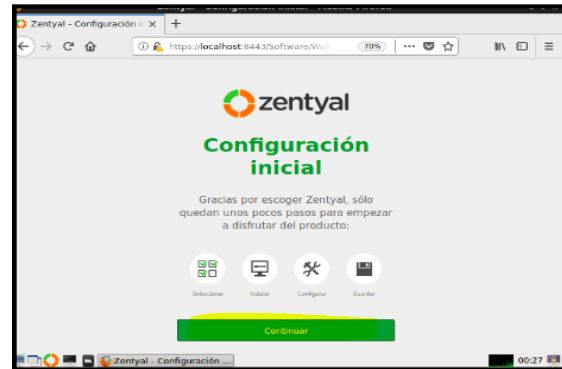 Zentyal - Configuración i
https://localhost:8443/Software/Wel
70%
zentyal
Configuración
inicial
Gracias por escoger Zentyal, sólo
quedan unos pocos pasos para empezar
a disfrutar del producto:
Seleccionar Instalar Configurar Guardar
Continuar
Zentyal - Configuración ...
00:27